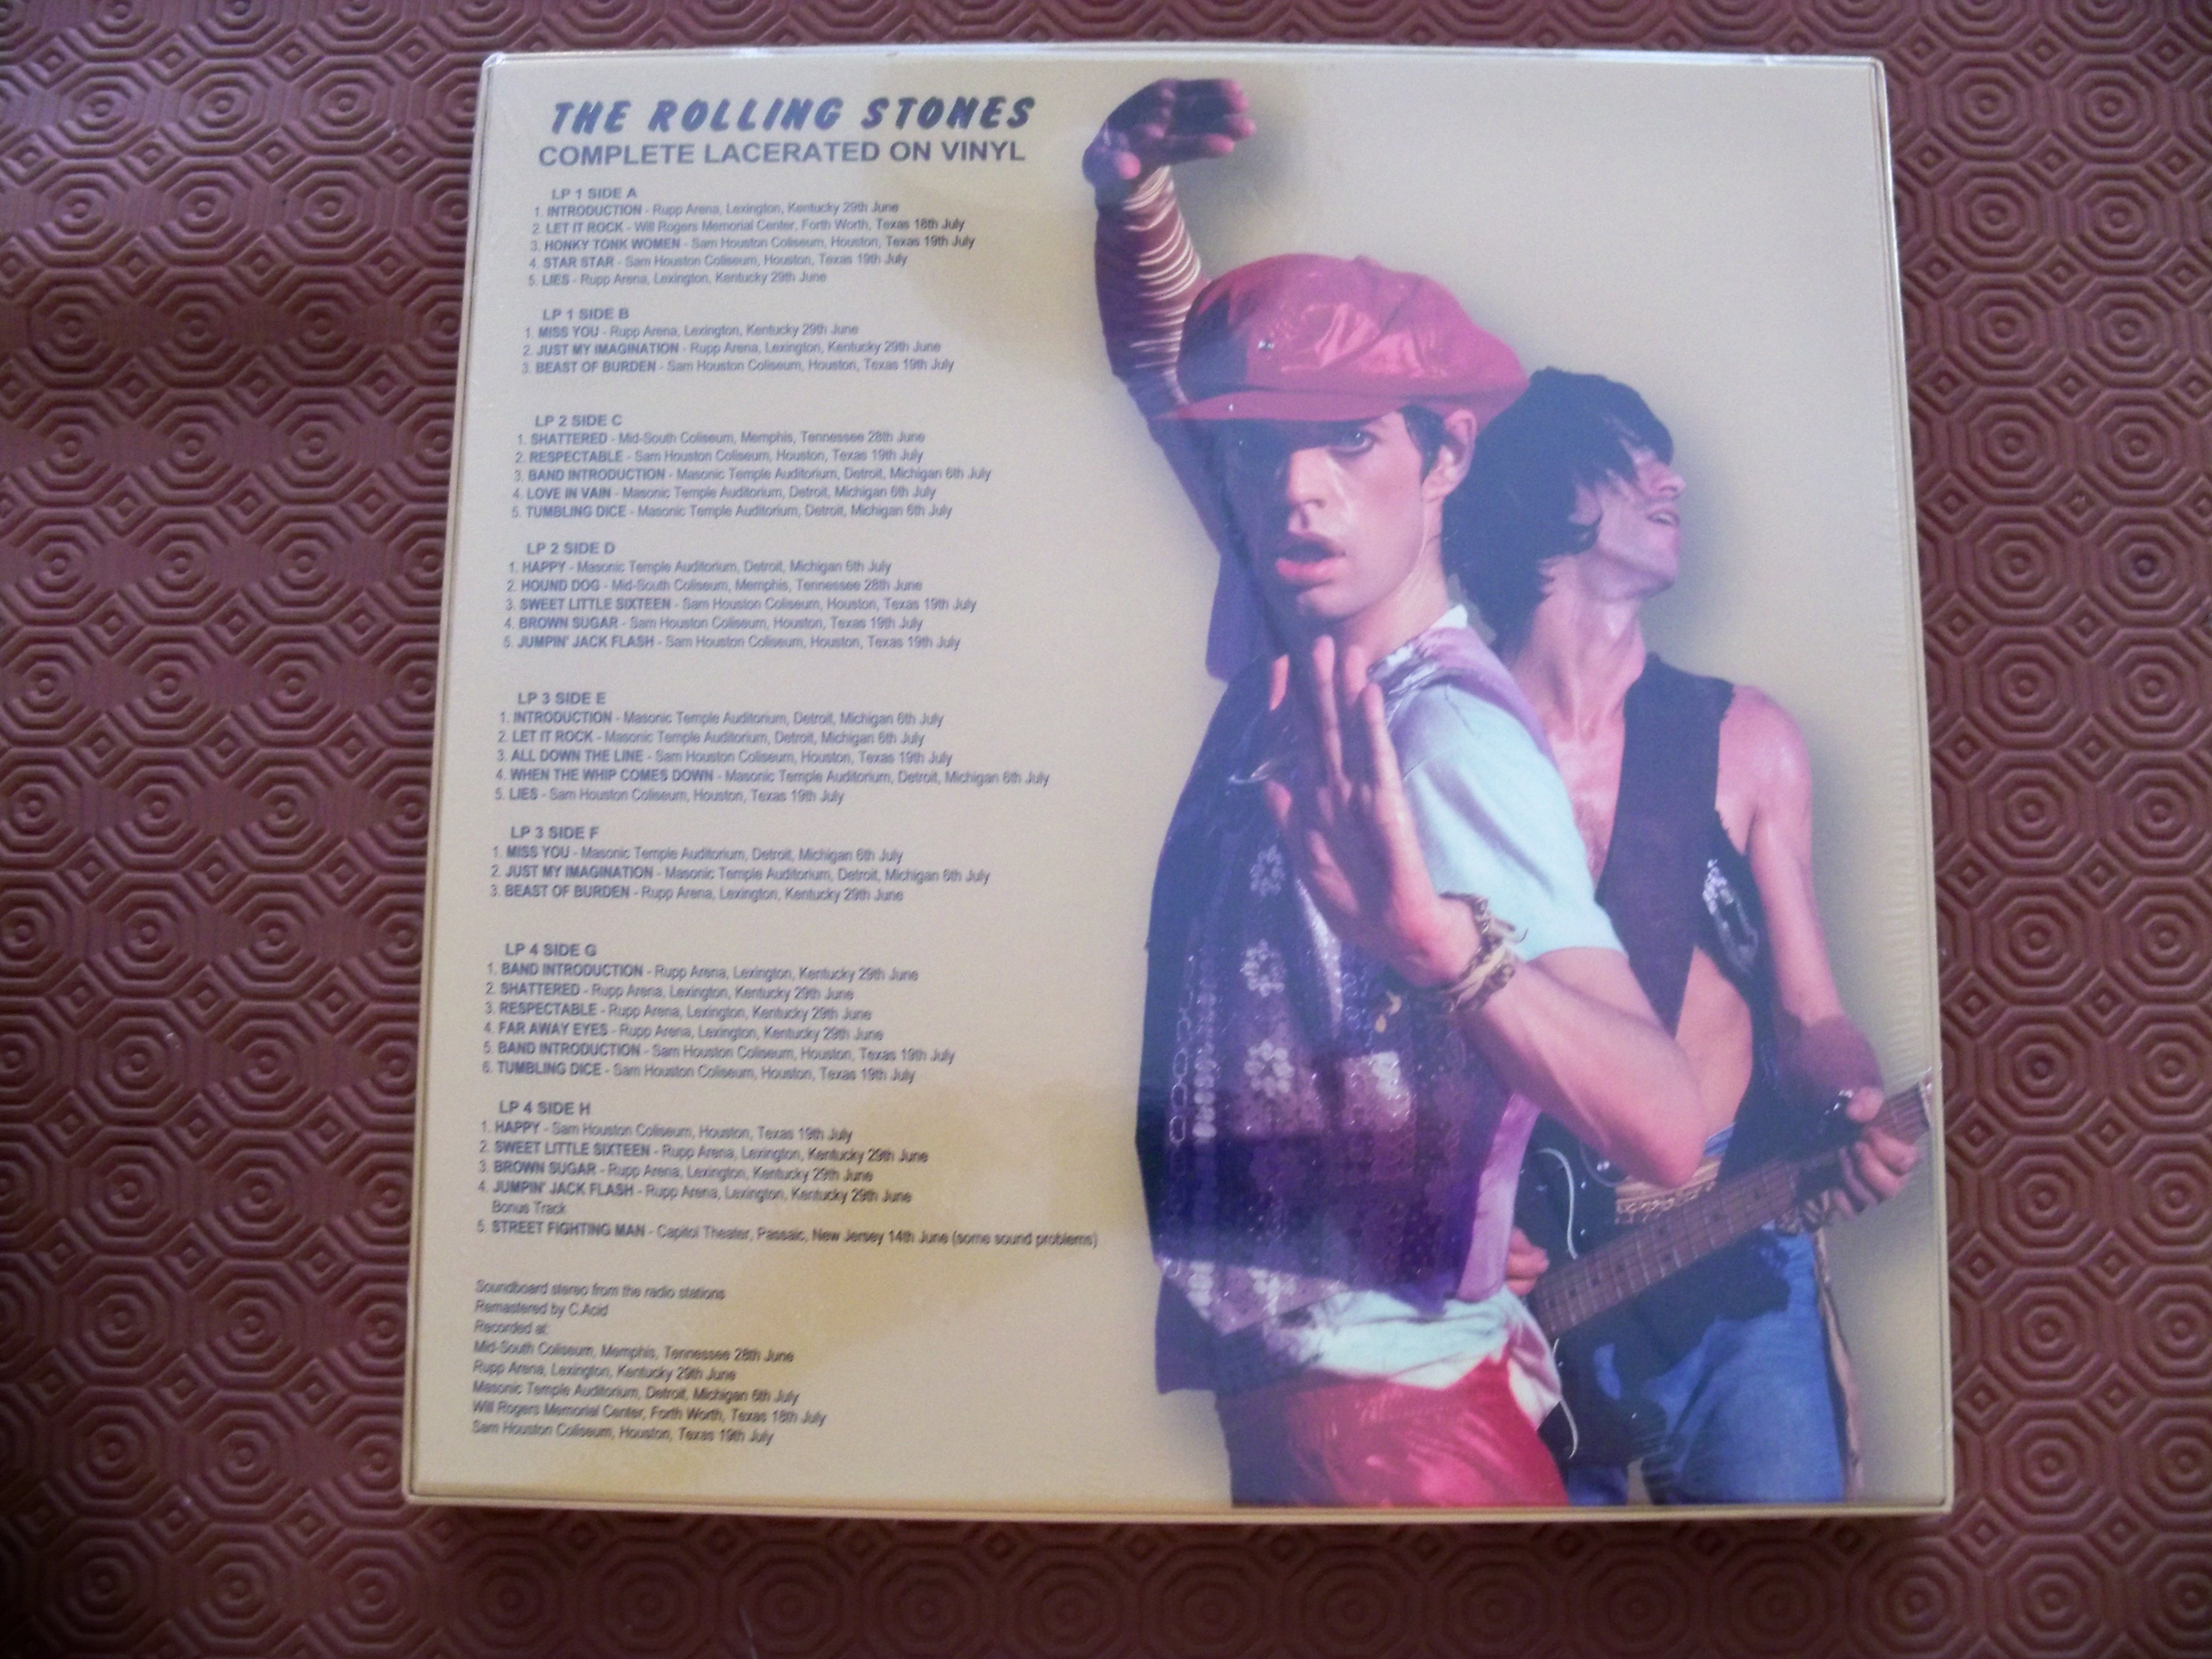 THE ROLLING STONES
COMPLETE LACERATED ON VINYL
LP 1 SIDE A
1. INTRODUCTION - Rupp Arena, Lexington, Kentucky 29th June
2. LET IT ROCK - Will Rogers Memorial Center, Forth Worth, Texas 18th July
3. HONKY TONK WOMEN - Sam Houston Coliseum, Houston, Texas 19th July
4. STAR STAR - Sam Houston Coliseum, Houston, Texas 19th July
5. LIES - Rupp Arena, Lexington, Kentucky 29th June
LP 1 SIDE B
1. MISS YOU - Rupp Arena, Lexington, Kentucky 29th June
2. JUST MY IMAGINATION - Rupp Arena, Lexington, Kentucky 29th June
3. BEAST OF BURDEN - Sam Houston Coliseum, Houston, Texas 19th July
LP 2 SIDE C
1. SHATTERED - Mid-South Coliseum, Memphis, Tennessee 28th June
2. RESPECTABLE - Sam Houston Coliseum, Houston, Texas 19th July
3. BAND INTRODUCTION - Masonic Temple Auditorium, Detroit, Michigan 6th July
4. LOVE IN VAIN - Masonic Temple Auditorium, Detroit, Michigan 6th July
5. TUMBLING DICE - Masonic Temple Auditorium, Detroit, Michigan 6th July
LP 2 SIDE D
1. HAPPY - Masonic Temple Auditorium, Detroit, Michigan 6th July
2. HOUND DOG - Mid-South Coliseum, Memphis, Tennessee 28th June
3. SWEET LITTLE SIXTEEN - Sam Houston Coliseum, Houston, Texas 19th July
4. BROWN SUGAR - Sam Houston Coliseum, Houston, Texas 19th July
5. JUMPIN' JACK FLASH - Sam Houston Coliseum, Houston, Texas 19th July
LP 3 SIDE E
1. INTRODUCTION - Masonic Temple Auditorium, Detroit, Michigan 6th July
2. LET IT ROCK - Masonic Temple Auditorium, Detroit, Michigan 6th July
3. ALL DOWN THE LINE - Sam Houston Coliseum, Houston, Texas 19th July
4. WHEN THE WHIP COMES DOWN - Masonic Temple Auditorium, Detroit, Michigan 6th July
5. LIES - Sam Houston Coliseum, Houston, Texas 19th July
LP 3 SIDE F
1. MISS YOU - Masonic Temple Auditorium, Detroit, Michigan 6th July
2. JUST MY IMAGINATION - Masonic Temple Auditorium, Detroit, Michigan 6th July
3. BEAST OF BURDEN - Rupp Arena, Lexington, Kentucky 29th June
LP 4 SIDE G
1. BAND INTRODUCTION - Rupp Arena, Lexington, Kentucky 29th June
2. SHATTERED - Rupp Arena, Lexington, Kentucky 29th June
3. RESPECTABLE - Rupp Arena, Lexington, Kentucky 29th June
4. FAR AWAY EYES - Rupp Arena, Lexington, Kentucky 29th June
5. BAND INTRODUCTION - Sam Houston Coliseum, Houston, Texas 19th July
6. TUMBLING DICE - Sam Houston Coliseum, Houston, Texas 19th July
LP 4 SIDE H
1. HAPPY - Sam Houston Coliseum, Houston, Texas 19th July
2. SWEET LITTLE SIXTEEN - Rupp Arena, Lexington, Kentucky 29th June
3. BROWN SUGAR - Rupp Arena, Lexington, Kentucky 29th June
4. JUMPIN' JACK FLASH - Rupp Arena, Lexington, Kentucky 29th June
Bonus Track
5. STREET FIGHTING MAN - Capitol Theater, Passaic, New Jersey 14th June (some sound problems)
Soundboard stereo from the radio stations
Remastered by C.Acid
Recorded at:
Mid-South Coliseum, Memphis, Tennessee 28th June
Rupp Arena, Lexington, Kentucky 29th June
Masonic Temple Auditorium, Detroit, Michigan 6th July
Will Rogers Memorial Center, Forth Worth, Texas 18th July
Sam Houston Coliseum, Houston, Texas 19th July